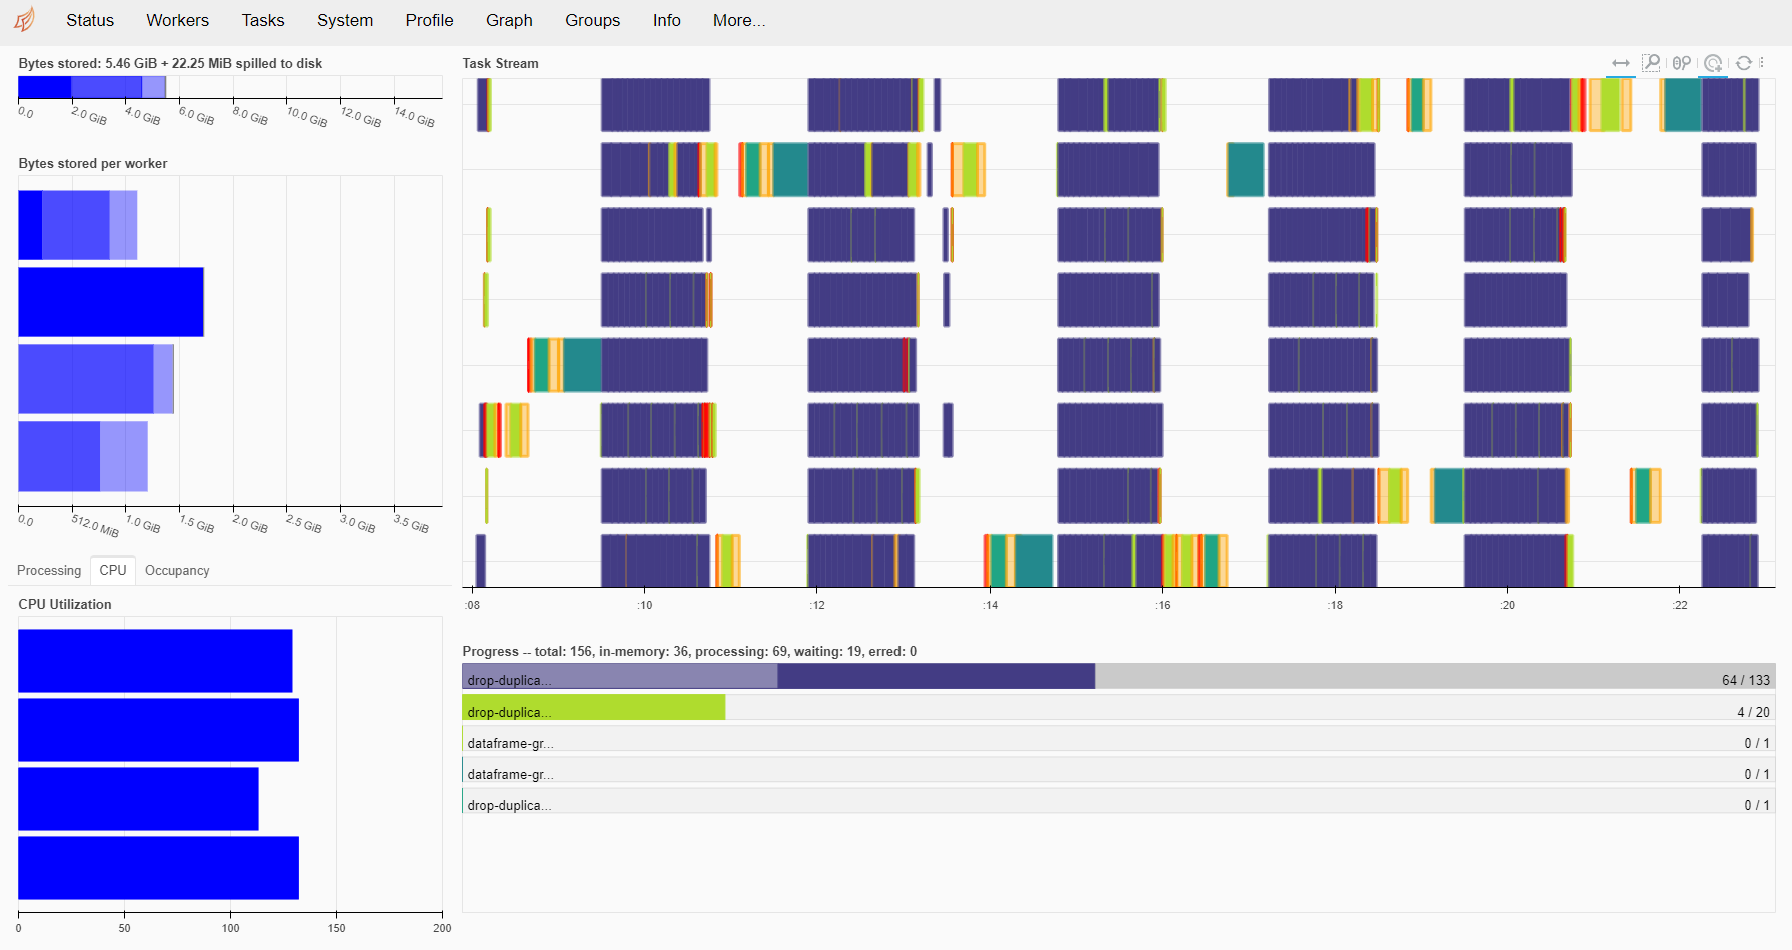 Status Workers Tasks System Profile Graph Groups Info More...
Bytes stored: 5.46 GiB + 22.25 MiB spilled to disk
0.0 2.0 GiB 4.0 GiB 6.0 GiB 8.0 GiB 10.0 GiB 12.0 GiB 14.0 GiB
Bytes stored per worker
0.0 512.0 MiB 1.0 GiB 1.5 GiB 2.0 GiB 2.5 GiB 3.0 GiB 3.5 GiB
Processing CPU Occupancy
CPU Utilization
0 50 100 150 200
Task Stream
:08 :10 :12 :14 :16 :18 :20 :22
Progress -- total: 156, in-memory: 36, processing: 69, waiting: 19, erred: 0
drop-duplica... 64 / 133
drop-duplica... 4 / 20
dataframe-gr... 0 / 1
dataframe-gr... 0 / 1
drop-duplica... 0 / 1